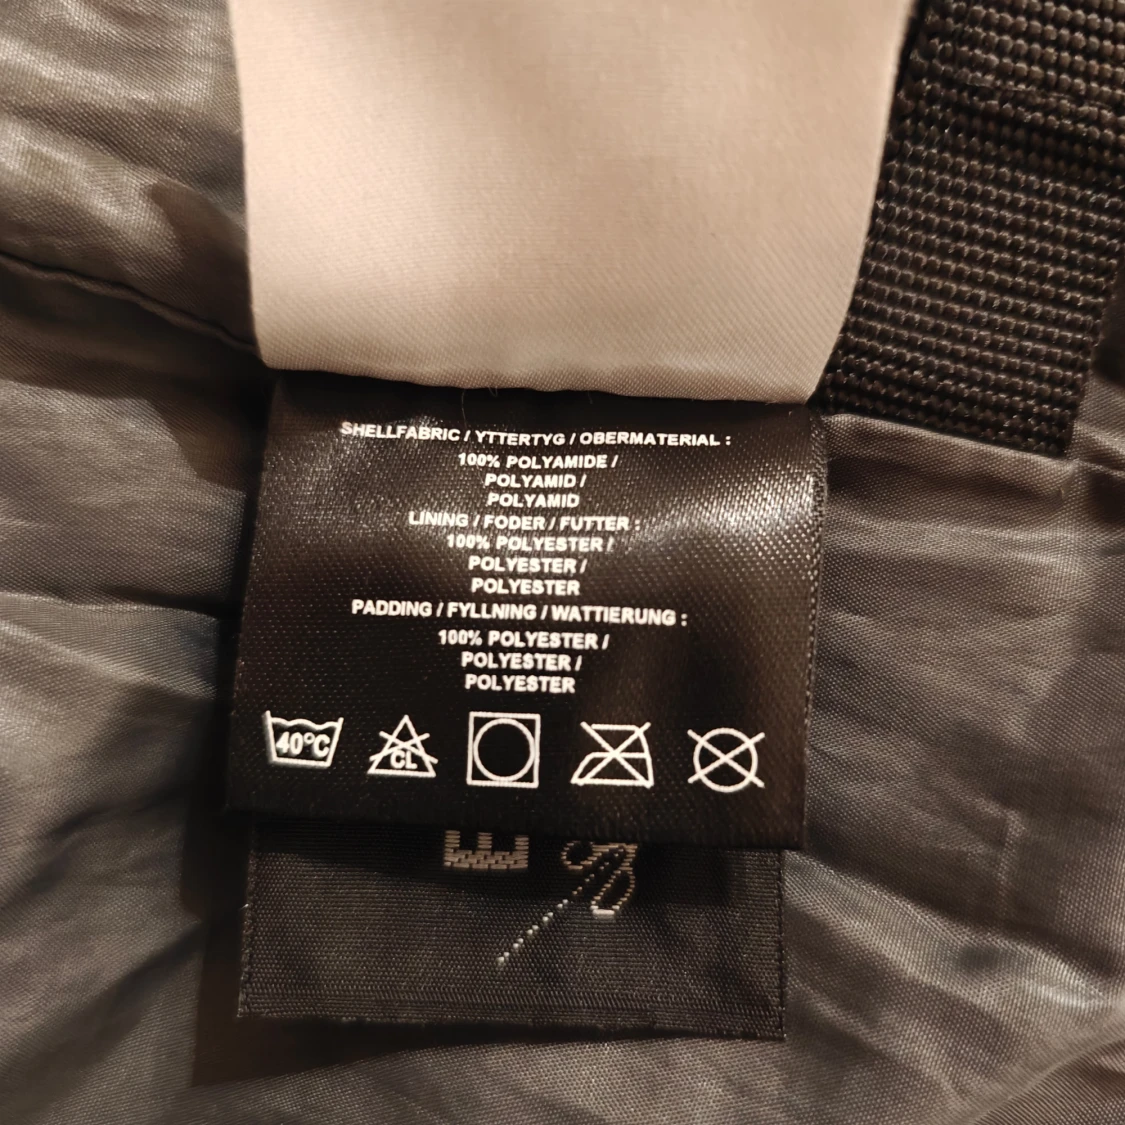 SHELLFABRIC / YTTERTYG / OBERMATERIAL :
100% POLYAMIDE /
POLYAMID /
POLYAMID
LINING / FODER / FUTTER :
100% POLYESTER /
POLYESTER /
POLYESTER
PADDING / FYLLNING / WATTIERUNG :
100% POLYESTER /
POLYESTER /
POLYESTER
40°C CL